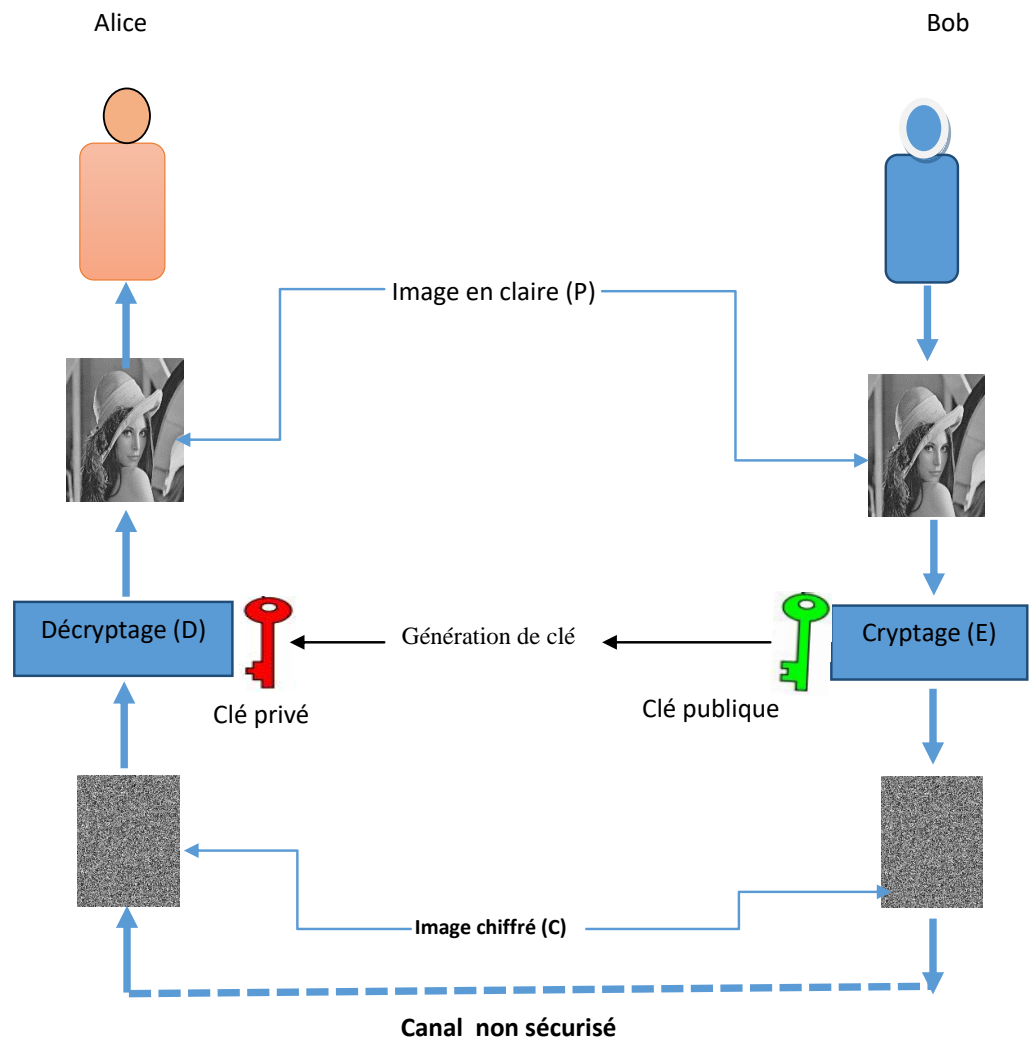 Alice
Bob
Image en claire (P)
Décryptage (D)
Génération de clé
Cryptage (E)
Clé privé
Clé publique
Image chiffré (C)
Canal non sécurisé